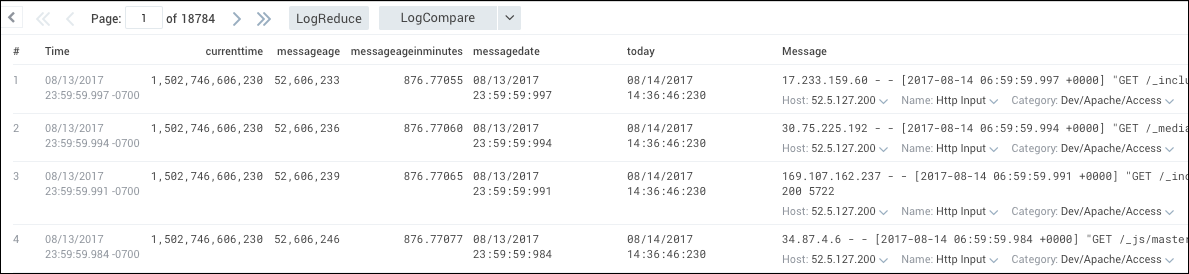 Page: 1 of 18784 LogReduce LogCompare
# Time currenttime messageage messageageinminutes messagedate today Message
1 08/13/2017 1,502,746,606,230 52,606,233 876.77055 08/13/2017 08/14/2017 17.233.159.60 - - [2017-08-14 06:59:59.997 +0000] "GET /_inclu
23:59:59.997 -0700 23:59:59:997 14:36:46:230 Host: 52.5.127.200 Name: Http Input Category: Dev/Apache/Access
2 08/13/2017 1,502,746,606,230 52,606,236 876.77060 08/13/2017 08/14/2017 30.75.225.192 - - [2017-08-14 06:59:59.994 +0000] "GET /_media
23:59:59.994 -0700 23:59:59:994 14:36:46:230 Host: 52.5.127.200 Name: Http Input Category: Dev/Apache/Access
3 08/13/2017 1,502,746,606,230 52,606,239 876.77065 08/13/2017 08/14/2017 169.107.162.237 - - [2017-08-14 06:59:59.991 +0000] "GET /_inc
23:59:59.991 -0700 23:59:59:991 14:36:46:230 200 5722
Host: 52.5.127.200 Name: Http Input Category: Dev/Apache/Access
4 08/13/2017 1,502,746,606,230 52,606,246 876.77077 08/13/2017 08/14/2017 34.87.4.6 - - [2017-08-14 06:59:59.984 +0000] "GET /_js/master
23:59:59.984 -0700 23:59:59:984 14:36:46:230 Host: 52.5.127.200 Name: Http Input Category: Dev/Apache/Access